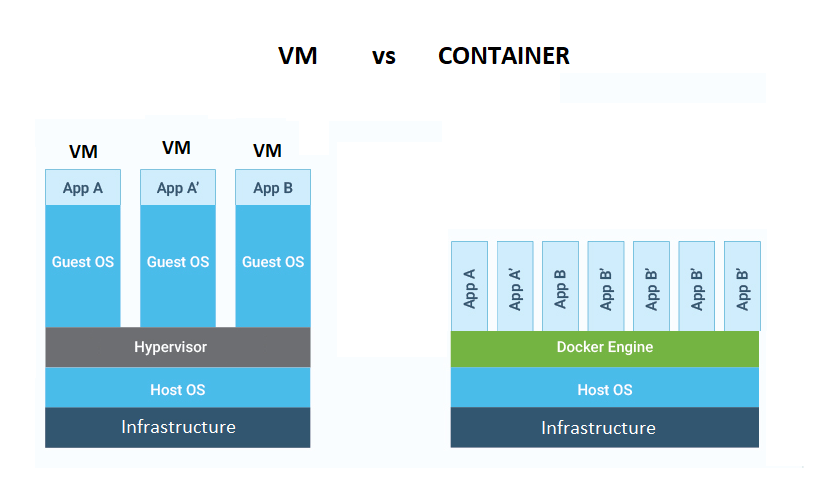 VM vs CONTAINER
VM VM VM
App A App A’ App B
Guest OS Guest OS Guest OS
Hypervisor
Host OS
Infrastructure
App A App A’ App B App B’ App B’ App B’ App B’
Docker Engine
Host OS
Infrastructure